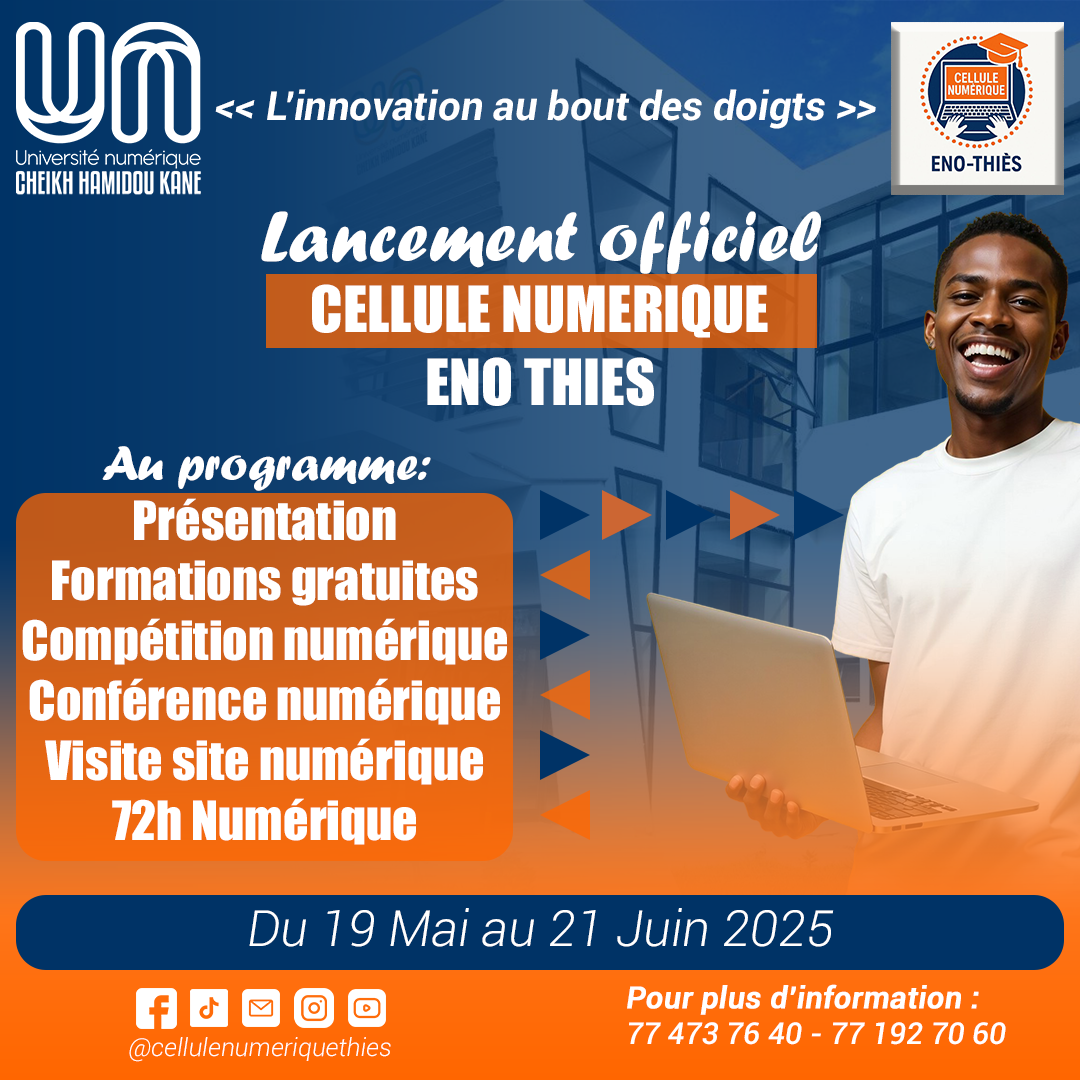 Université numérique
CHEIKH HAMIDOU KANE
<< L'innovation au bout des doigts >>
CELLULE
NUMÉRIQUE
ENO-THIÈS
Lancement officiel
CELLULE NUMERIQUE
ENO THIES
Au programme:
Présentation
Formations gratuites
Compétition numérique
Conférence numérique
Visite site numérique
72h Numérique
Du 19 Mai au 21 Juin 2025
@cellulenumeriquethies
Pour plus d'information :
77 473 76 40 - 77 192 70 60